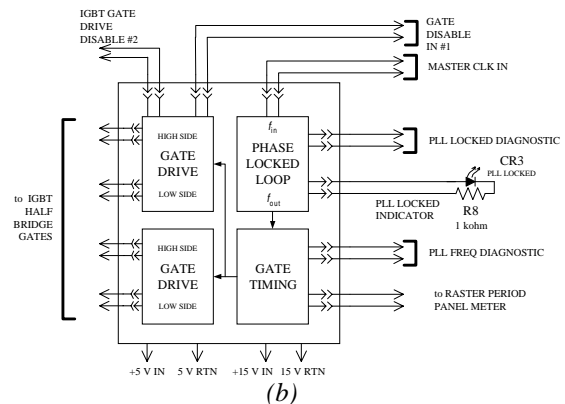 IGBT GATE
DRIVE
DISABLE #2
GATE
DISABLE
IN #1
MASTER CLK IN
HIGH SIDE
GATE
DRIVE
LOW SIDE
fin
PHASE
LOCKED
LOOP
fout
PLL LOCKED DIAGNOSTIC
CR3
PLL LOCKED
PLL LOCKED
INDICATOR
R8
1 kohm
to IGBT
HALF
BRIDGE
GATES
HIGH SIDE
GATE
DRIVE
LOW SIDE
GATE
TIMING
PLL FREQ DIAGNOSTIC
to RASTER PERIOD
PANEL METER
+5 V IN
5 V RTN
+15 V IN
15 V RTN
(b)